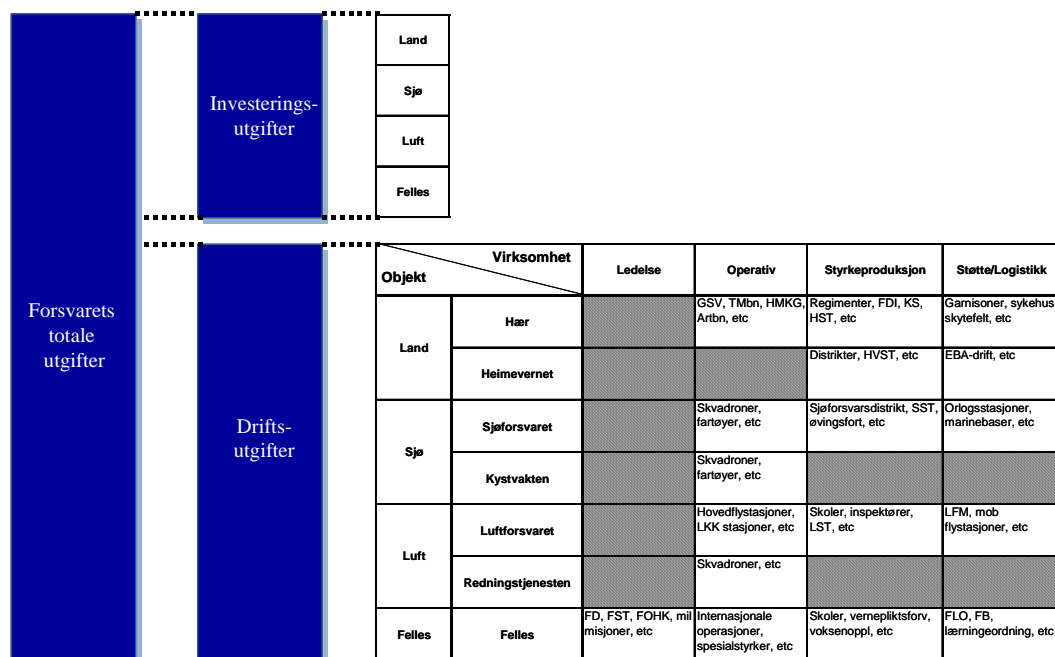 Forsvarets
totale
utgifter
Investerings-
utgifter
Land
Sjø
Luft
Felles
Drifts-
utgifter
Virksomhet
Objekt
Ledelse
Operativ
Styrkeproduksjon
Støtte/Logistikk
Land
Hær
GSV, TMbn, HMKG,
Artbn, etc
Regimenter, FDI, KS,
HST, etc
Garnisoner, sykehus
skytefelt, etc
Heimevernet
Distrikter, HVST, etc
EBA-drift, etc
Sjø
Sjøforsvaret
Skvadroner,
fartøyer, etc
Sjøforsvarsdistrikt, SST,
øvingsfort, etc
Orlogsstasjoner,
marinebaser, etc
Kystvakten
Skvadroner,
fartøyer, etc
Luft
Luftforsvaret
Hovedflystasjoner,
LKK stasjoner, etc
Skoler, inspektører,
LST, etc
LFM, mob
flystasjoner, etc
Redningstjenesten
Skvadroner, etc
Felles
Felles
FD, FST, FOHK, mil
misjoner, etc
Internasjonale
operasjoner,
spesialstyrker, etc
Skoler, vernepliktsforv,
voksenoppl, etc
FLO, FB,
lærningeordning, etc